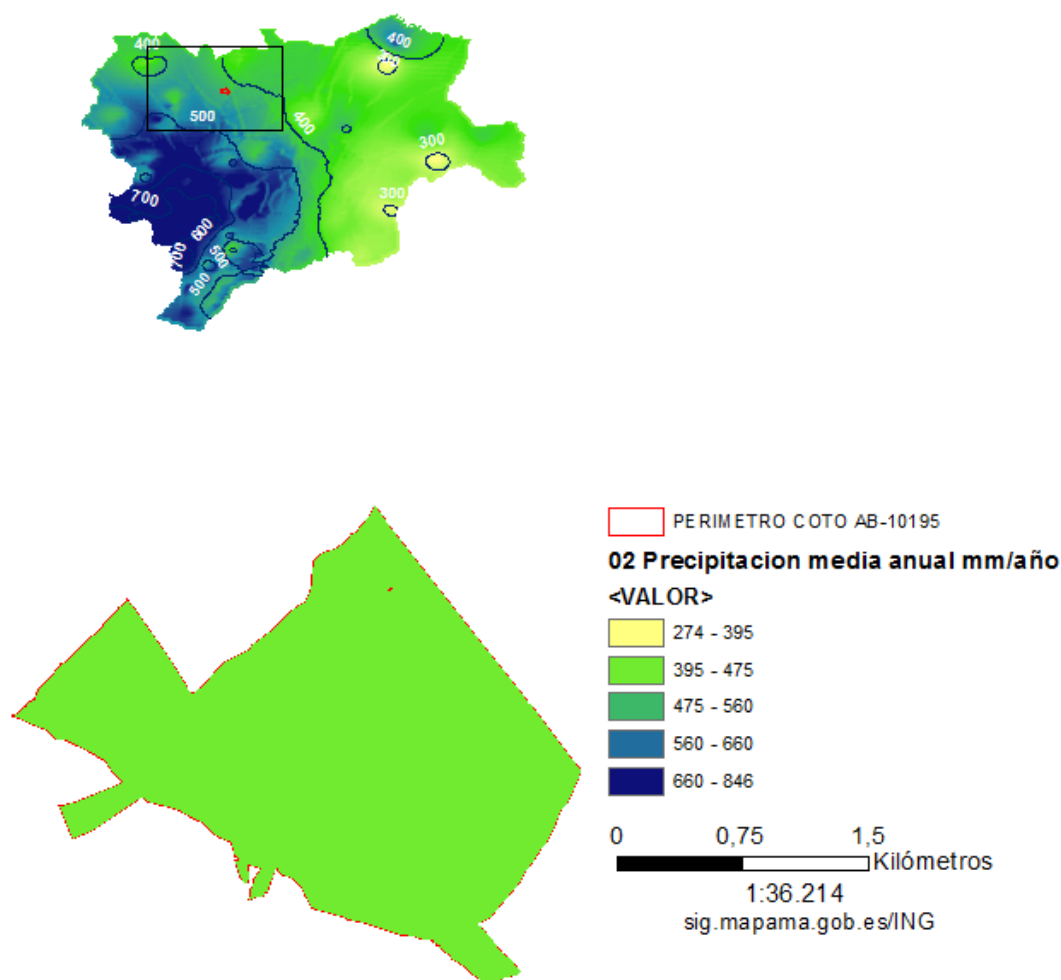 400
400
300
500
400
300
700
600
300
700
500
500
PERIMETRO COTO AB-10195
02 Precipitacion media anual mm/año
<VALOR>
274 - 395
395 - 475
475 - 560
560 - 660
660 - 846
0 0,75 1,5
Kilómetros
1:36.214
sig.mapama.gob.es/ING